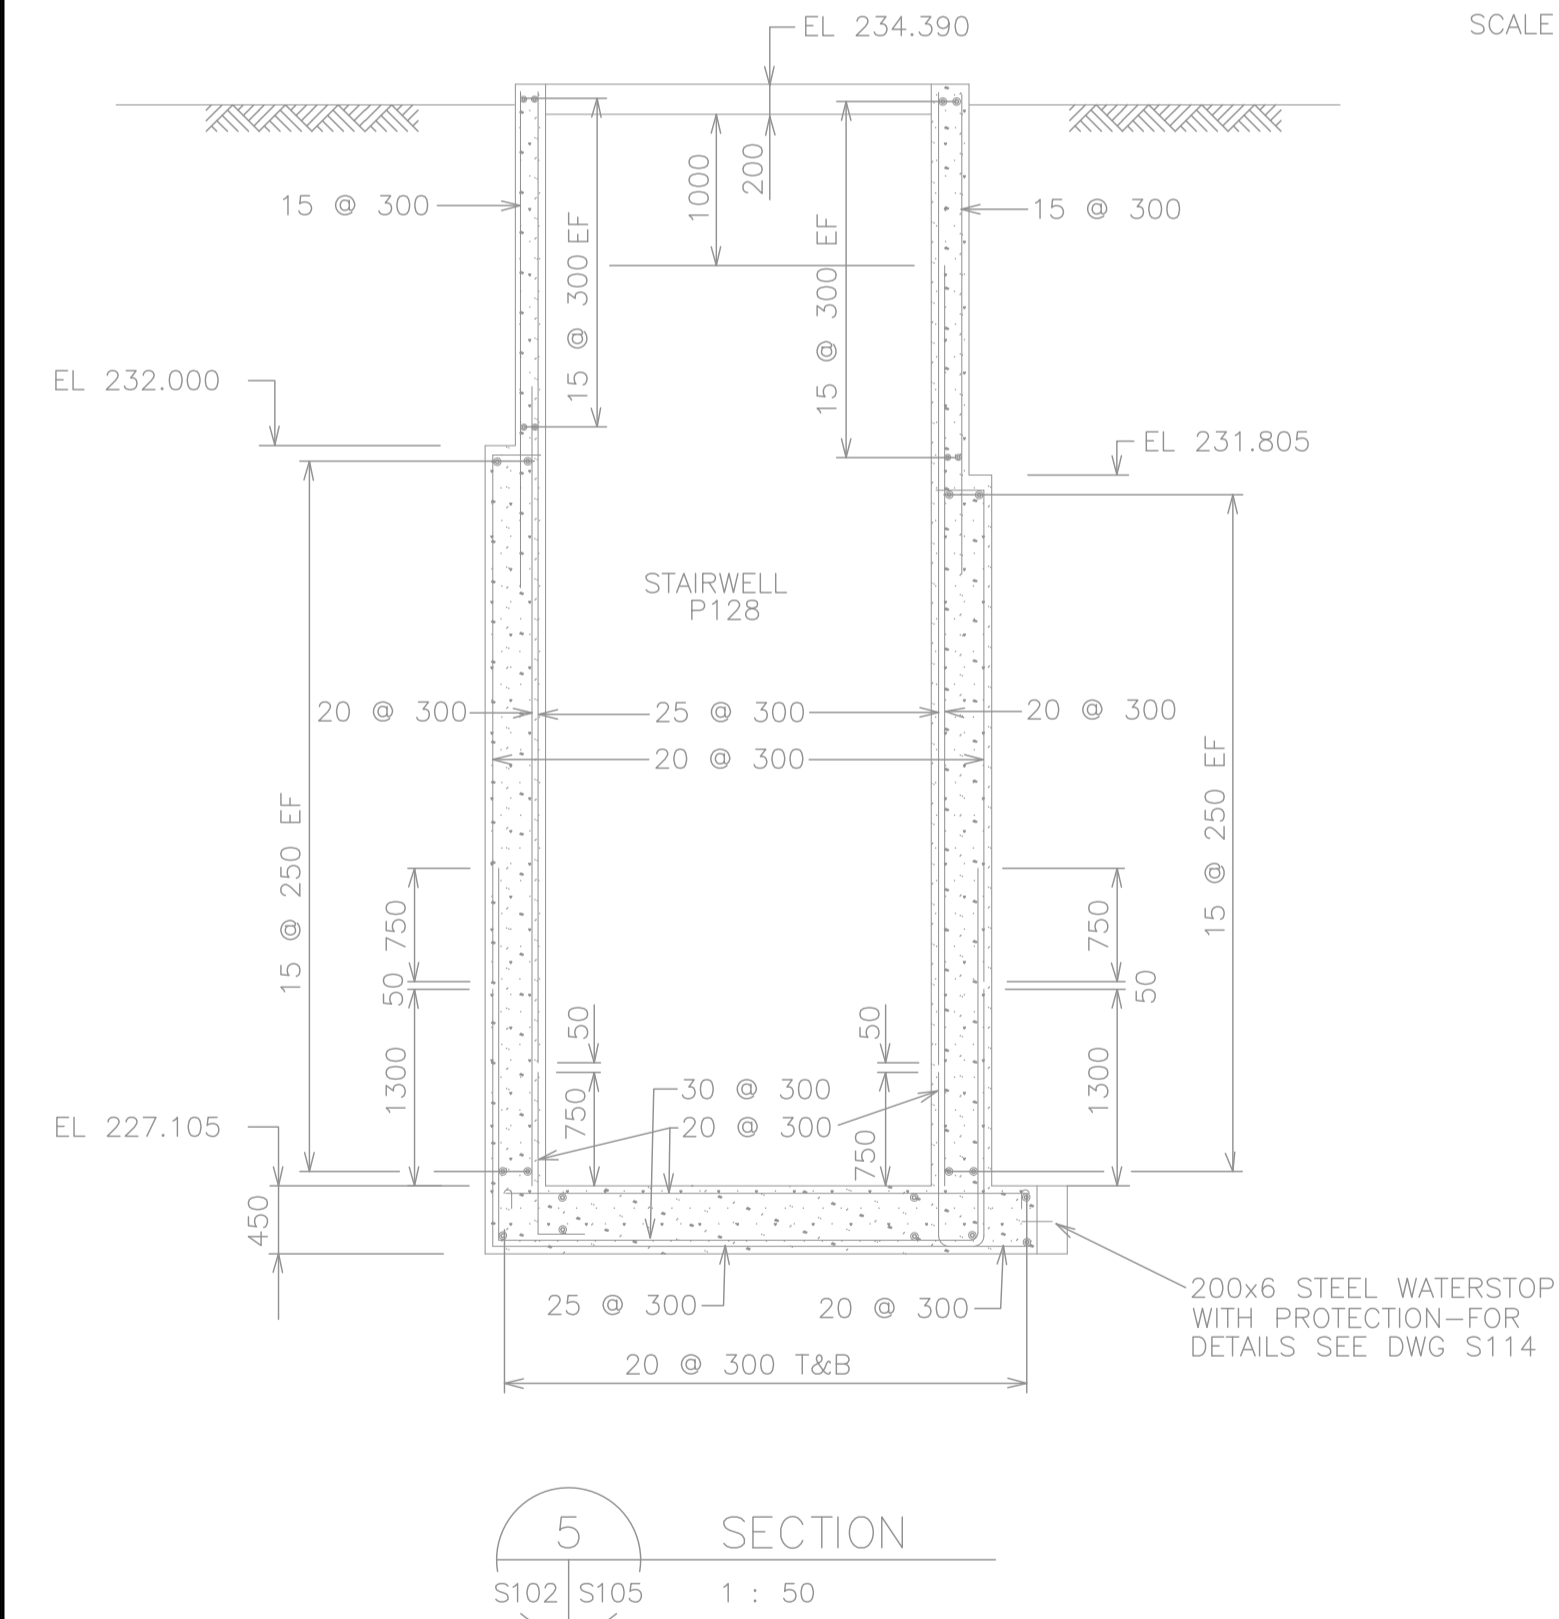 EL 234.390
SCALE
1000
200
15 @ 300
15 @ 300 EF
15 @ 300 EF
15 @ 300
EL 232.000
EL 231.805
STAIRWELL
P128
20 @ 300
25 @ 300
20 @ 300
20 @ 300
15 @ 250 EF
15 @ 250 EF
750
50
1300
750
50
1300
50
750
50
750
30 @ 300
20 @ 300
EL 227.105
450
25 @ 300
20 @ 300
20 @ 300 T&B
200x6 STEEL WATERSTOP
WITH PROTECTION-FOR
DETAILS SEE DWG S114
5
SECTION
S102 S105
1 : 50